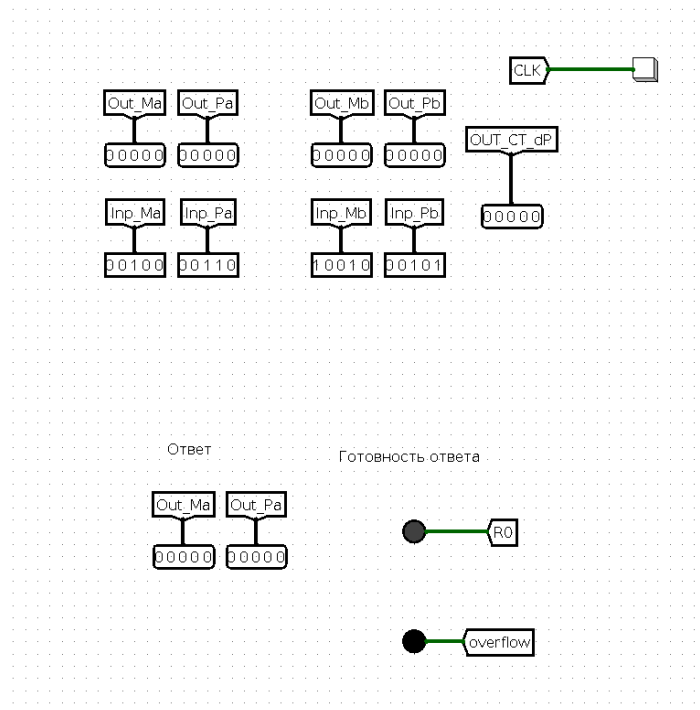 CLK
Out_Ma Out_Pa Out_Mb Out_Pb
OUT_CT_dP
00000 00000 00000 00000
Inp_Ma Inp_Pa Inp_Mb Inp_Pb
00000
00100 00110 10010 00101
Ответ
Готовность ответа
Out_Ma Out_Pa
R0
00000 00000
overflow